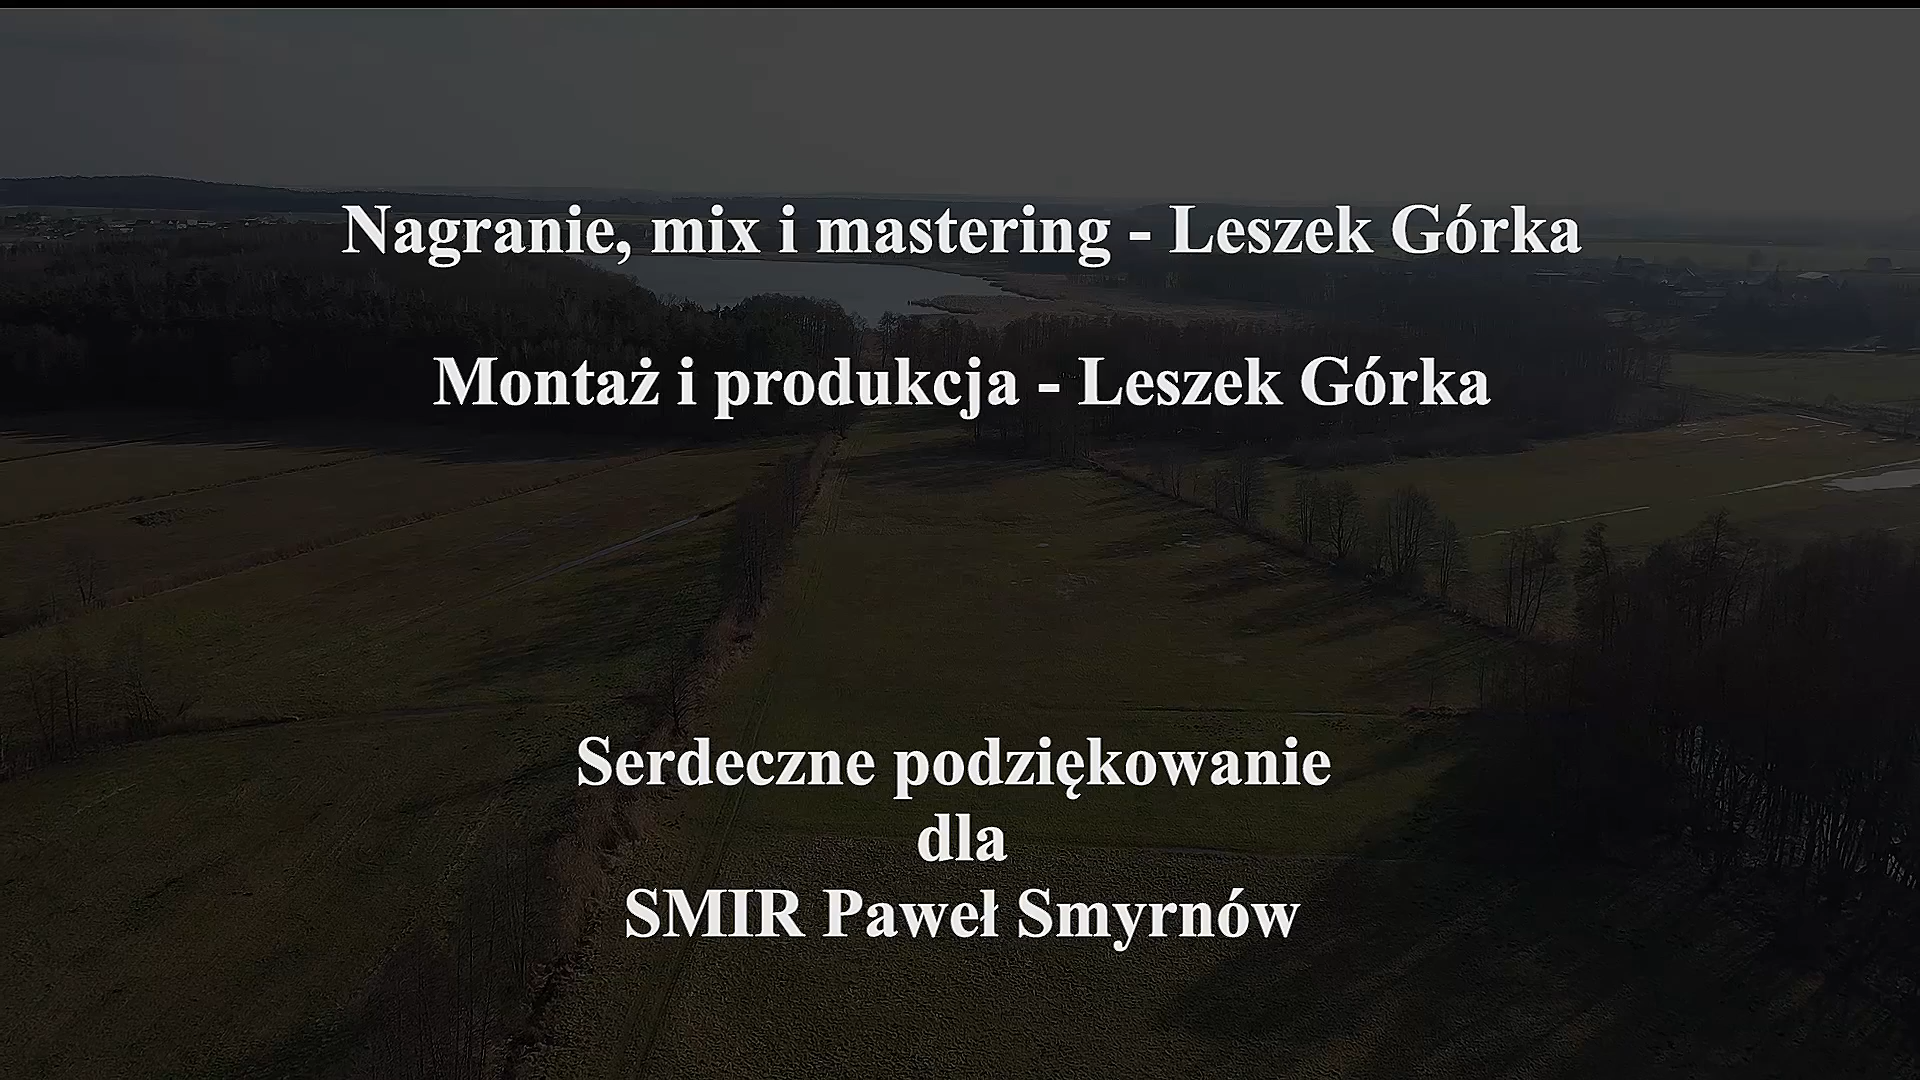 Nagranie, mix i mastering - Leszek Górka
Montaż i produkcja - Leszek Górka
Serdeczne podziękowanie
dla
SMIR Paweł Smyrnów